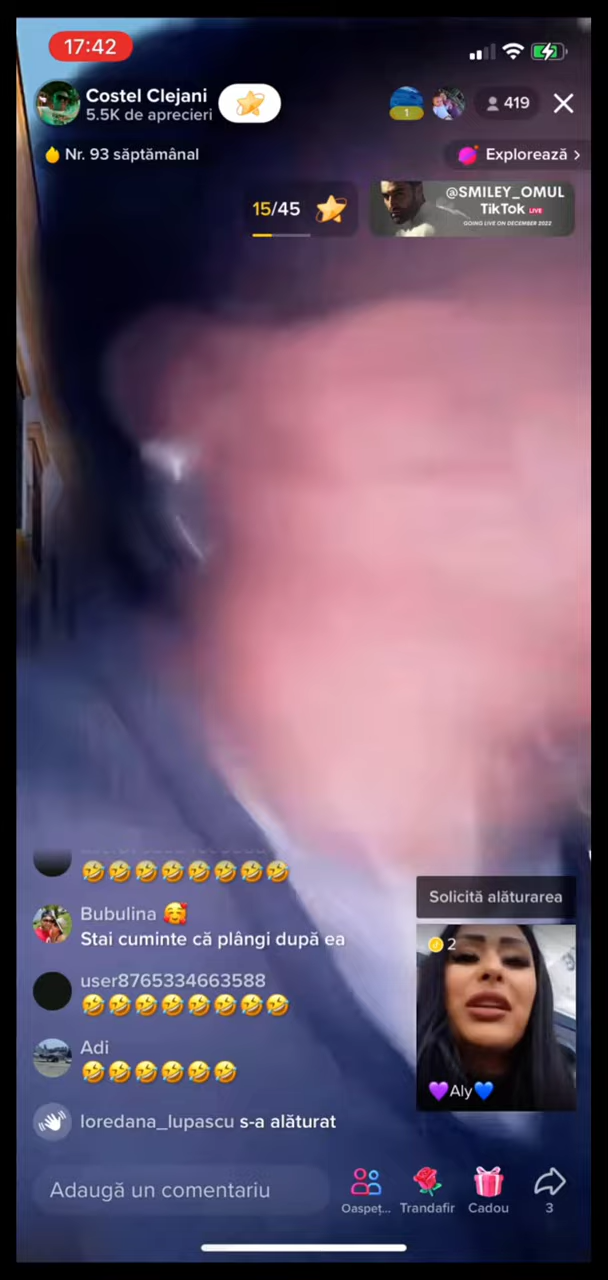 17:42
Costel Clejani
5.5K de aprecieri
1
419
Nr. 93 săptămânal
Explorează >
15/45
@SMILEY_OMUL
TikTok LIVE
GOING LIVE ON DECEMBER 2022
Solicită alăturarea
Bubulina 🥰
Stai cuminte că plângi după ea
2
user8765334663588
🤣🤣🤣🤣🤣🤣🤣🤣
Adi
🤣🤣🤣🤣🤣🤣
💜Aly💙
loredana_lupascu s-a alăturat
Adaugă un comentariu
Oaspeț...
Trandafir
Cadou
3